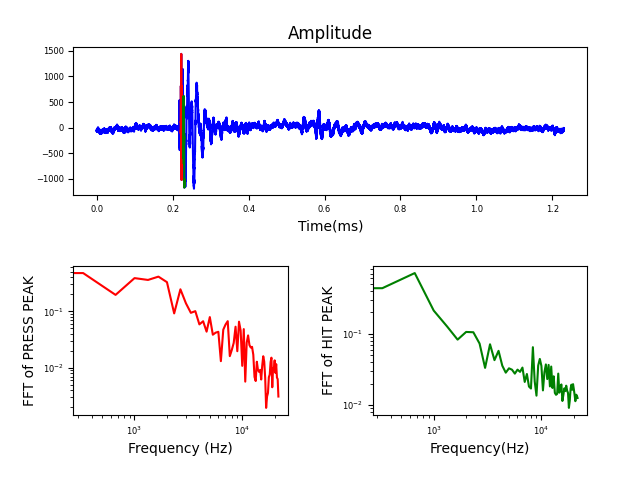 Amplitude
1500
1000
500
0
−500
−1000
0.0 0.2 0.4 0.6 0.8 1.0 1.2
Time(ms)
FFT of PRESS PEAK
10⁻¹
10⁻²
10³ 10⁴
Frequency (Hz)
FFT of HIT PEAK
10⁻¹
10⁻²
10³ 10⁴
Frequency(Hz)